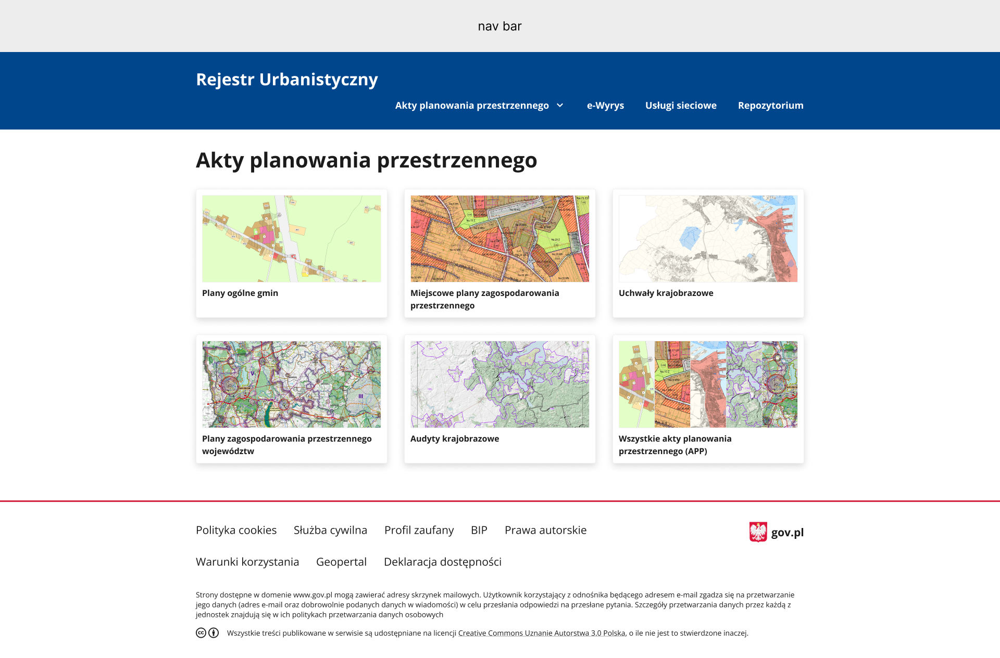 nav bar
Rejestr Urbanistyczny
Akty planowania przestrzennego
e-Wyrys
Usługi sieciowe
Repozytorium
Akty planowania przestrzennego
Plany ogólne gmin
Miejscowe plany zagospodarowania
przestrzennego
Uchwały krajobrazowe
Plany zagospodarowania przestrzennego
województw
Audyty krajobrazowe
Wszystkie akty planowania
przestrzennego (APP)
Polityka cookies
Służba cywilna
Profil zaufany
BIP
Prawa autorskie
gov.pl
Warunki korzystania
Geopertal
Deklaracja dostępności
Strony dostępne w domenie www.gov.pl mogą zawierać adresy skrzynek mailowych. Użytkownik korzystający z odnośnika będącego adresem e-mail zgadza się na przetwarzanie
jego danych (adres e-mail oraz dobrowolnie podanych danych w wiadomości) w celu przesłania odpowiedzi na przesłane pytania. Szczegóły przetwarzania danych przez każdą z
jednostek znajdują się w ich politykach przetwarzania danych osobowych
Wszystkie treści publikowane w serwisie są udostępniane na licencji Creative Commons Uznanie Autorstwa 3.0 Polska, o ile nie jest to stwierdzone inaczej.